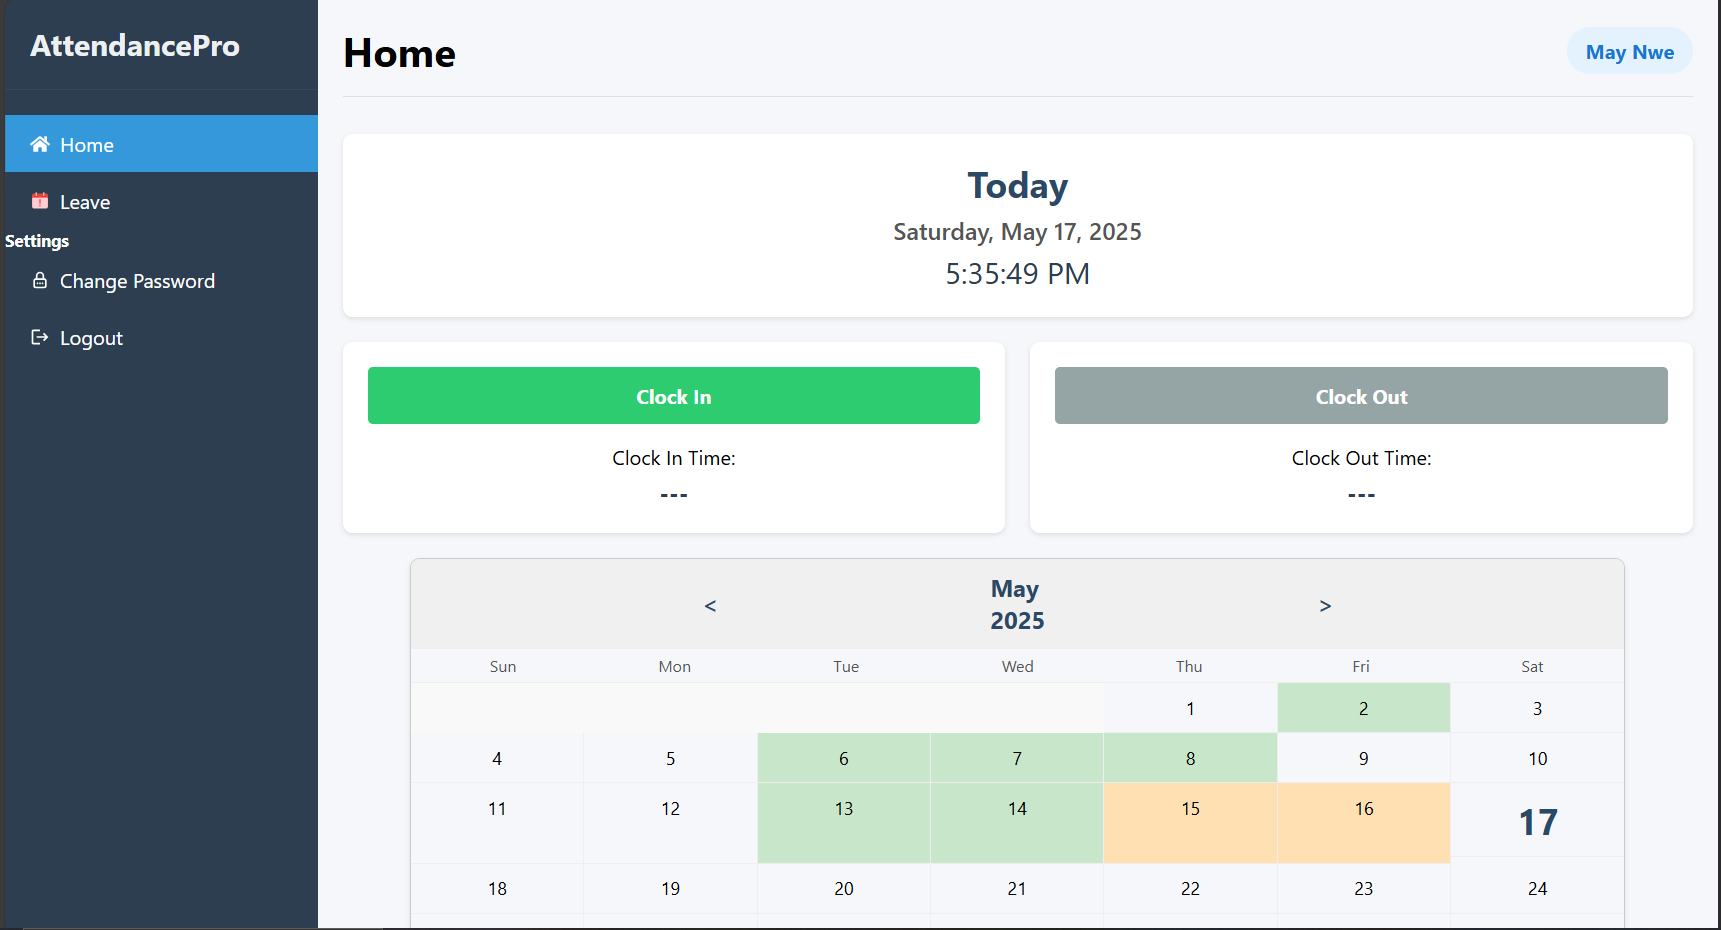 AttendancePro
Home
Leave
Settings
Change Password
Logout
Home
May Nwe
Today
Saturday, May 17, 2025
5:35:49 PM
Clock In
Clock In Time:
---
Clock Out
Clock Out Time:
---
<
May
2025
>
Sun Mon Tue Wed Thu Fri Sat
1 2 3
4 5 6 7 8 9 10
11 12 13 14 15 16 17
18 19 20 21 22 23 24